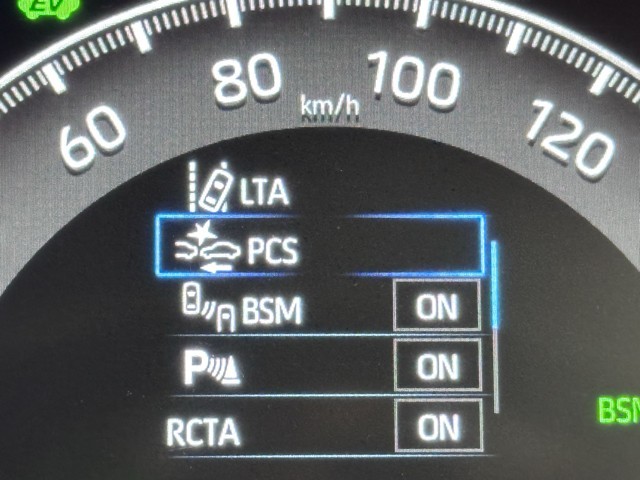 EV
60 80 100 120
km/h
LTA
PCS
BSM ON
P ON
RCTA ON
BSM